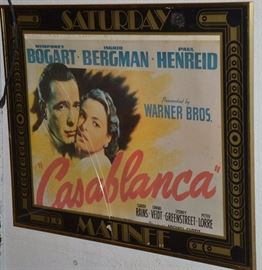 SATURDAY
HUMPHREY INGRID PAUL
BOGART · BERGMAN · HENREID
Presented by
WARNER BROS.
"Casablanca"
CLAUDE CONRAD SYDNEY PETER
RAINS VEIDT GREENSTREET LORRE
MATINEE